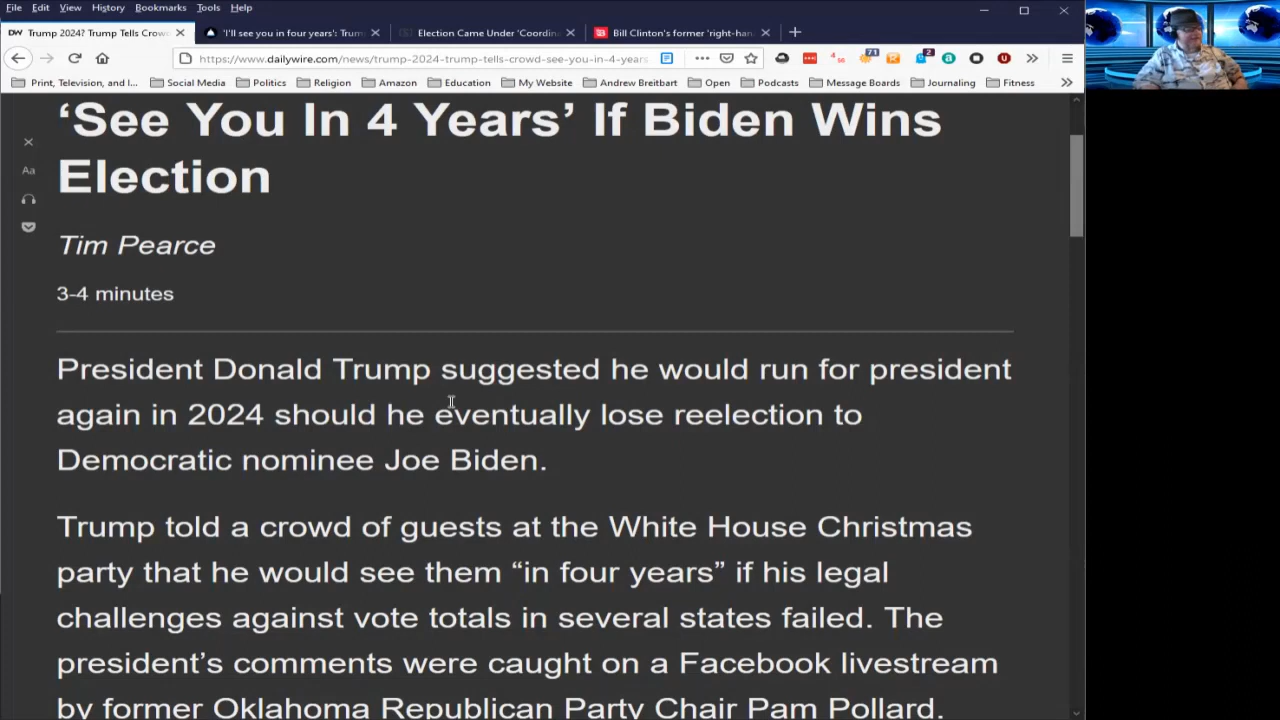 File Edit View History Bookmarks Tools Help
DW Trump 2024? Trump Tells Crow
'I'll see you in four years': Trum
Election Came Under 'Coordin
Bill Clinton's former 'right-han
https://www.dailywire.com/news/trump-2024-trump-tells-crowd-see-you-in-4-years
71
2
Print, Television, and I... Social Media Politics Religion Amazon Education My Website Andrew Breitbart Open Podcasts Message Boards Journaling Fitness
‘See You In 4 Years’ If Biden Wins
Election
Aa
Tim Pearce
3-4 minutes
President Donald Trump suggested he would run for president
again in 2024 should he eventually lose reelection to
Democratic nominee Joe Biden.
Trump told a crowd of guests at the White House Christmas
party that he would see them “in four years” if his legal
challenges against vote totals in several states failed. The
president’s comments were caught on a Facebook livestream
by former Oklahoma Republican Party Chair Pam Pollard.